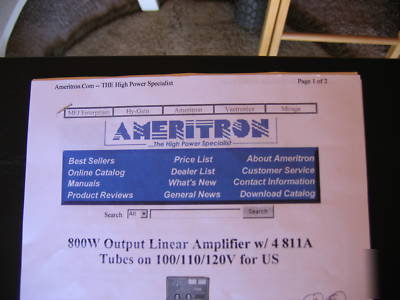 Ameritron.Com -- THE High Power Specialist Page 1 of 2
MFJ Enterprises Hy-Gain Ameritron Vectronics Mirage
AMERITRON
...The High Power Specialist
Best Sellers Price List About Ameritron
Online Catalog Dealer List Customer Service
Manuals What's New Contact Information
Product Reviews General News Download Catalog
Search All Search
800W Output Linear Amplifier w/ 4 811A
Tubes on 100/110/120V for US